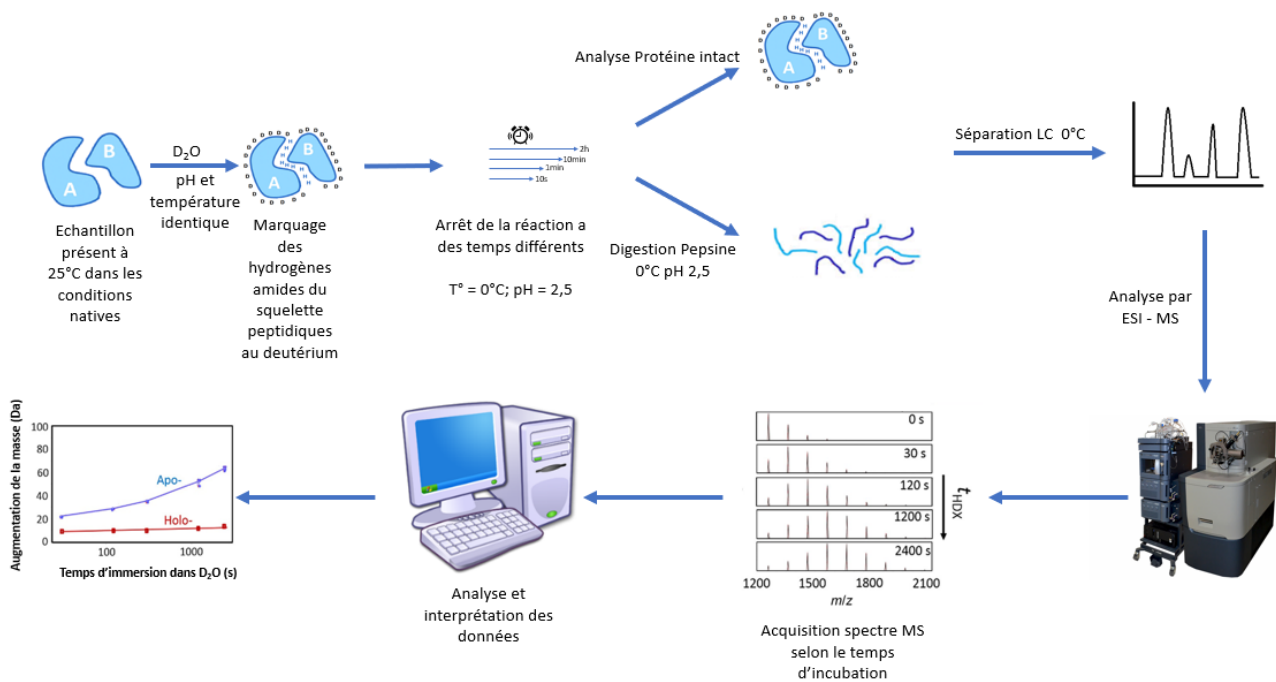 A
B
Echantillon
présent à
25°C dans les
conditions
natives
D₂O
pH et
température
identique
D D D D D D D D D D D D D D D D D D D D
A
B
H H H H H H H
Marquage
des
hydrogènes
amides du
squelette
peptidiques
au deutérium
2h
10min
1min
10s
Arrêt de la réaction a
des temps différents
T° = 0°C; pH = 2,5
Analyse Protéine intact
A
B
H H H H H H H
Digestion Pepsine
0°C pH 2,5
Séparation LC 0°C
Analyse par
ESI - MS
0 s
30 s
120 s
1200 s
2400 s
tHDX
1200 1500 1800 2100
m/z
Acquisition spectre MS
selon le temps
d'incubation
Analyse et
interprétation des
données
Augmentation de la masse (Da)
100
80
60
40
20
0
Apo-
Holo-
100 1000
Temps d'immersion dans D₂O (s)